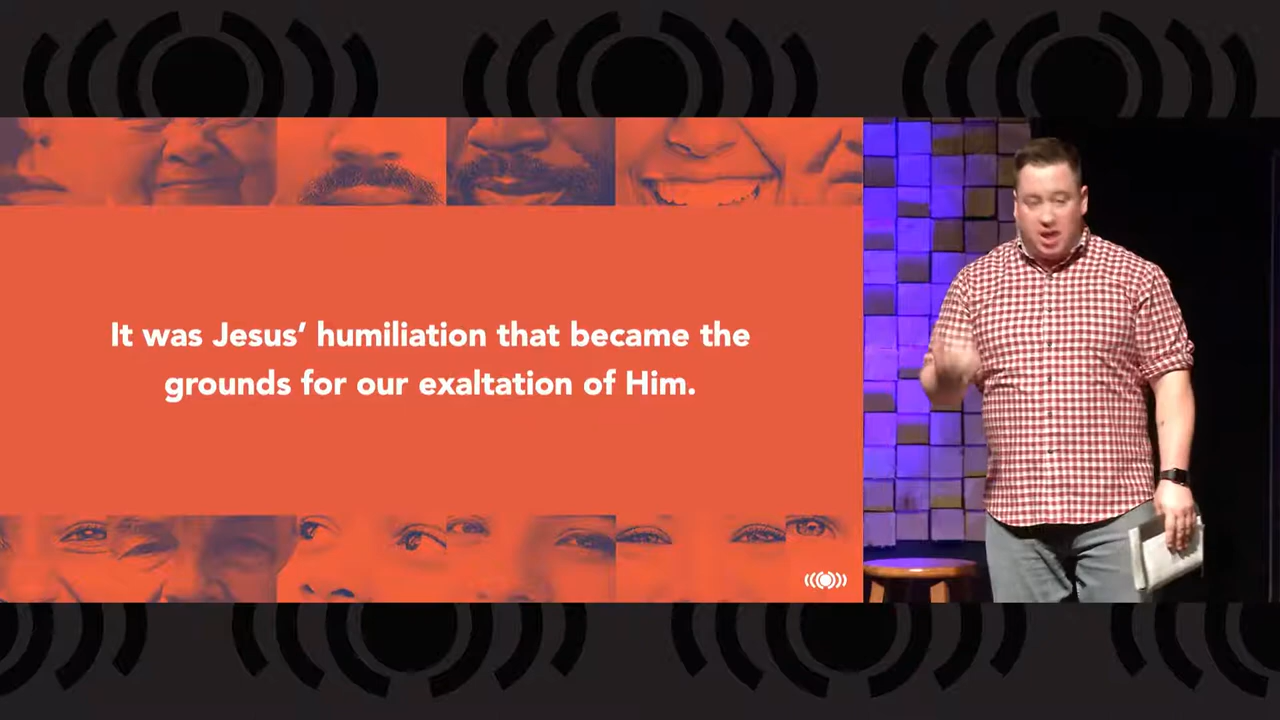 It was Jesus’ humiliation that became the
grounds for our exaltation of Him.